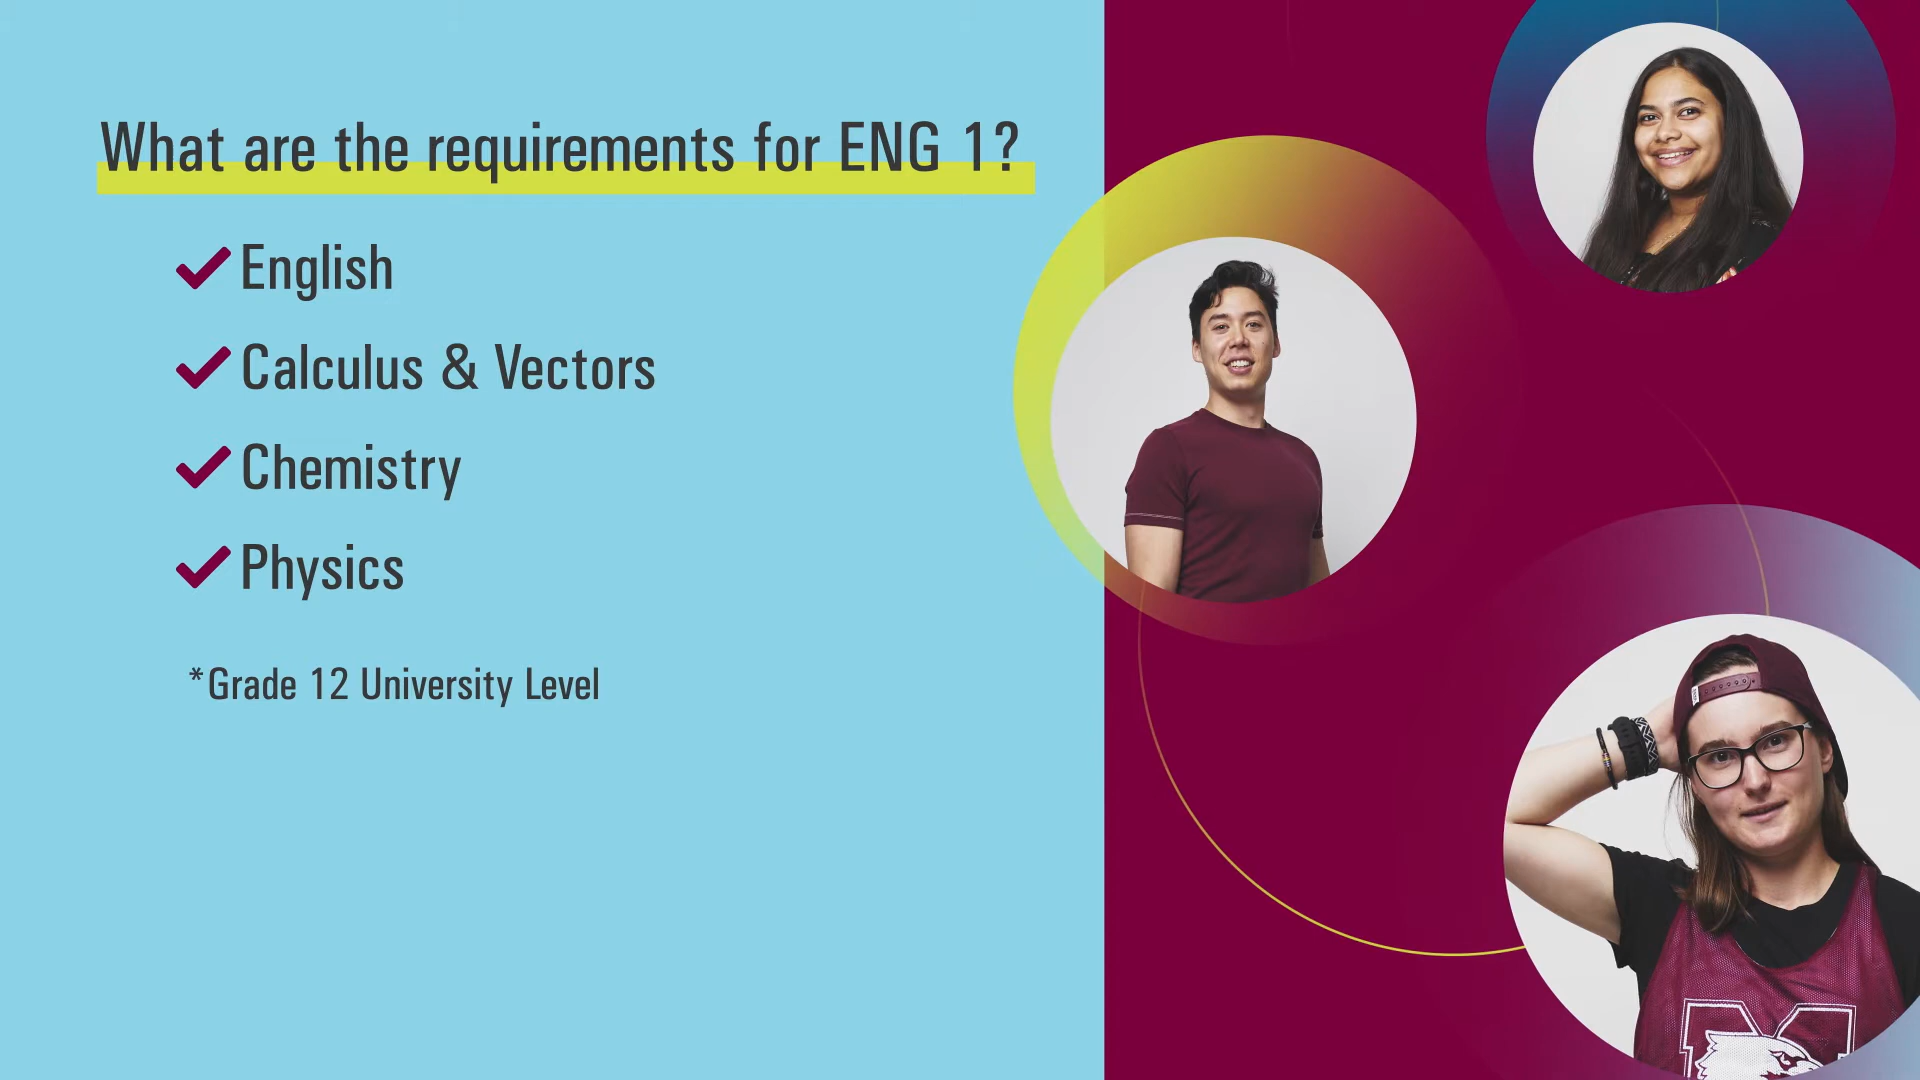 What are the requirements for ENG 1?
English
Calculus & Vectors
Chemistry
Physics
*Grade 12 University Level
M